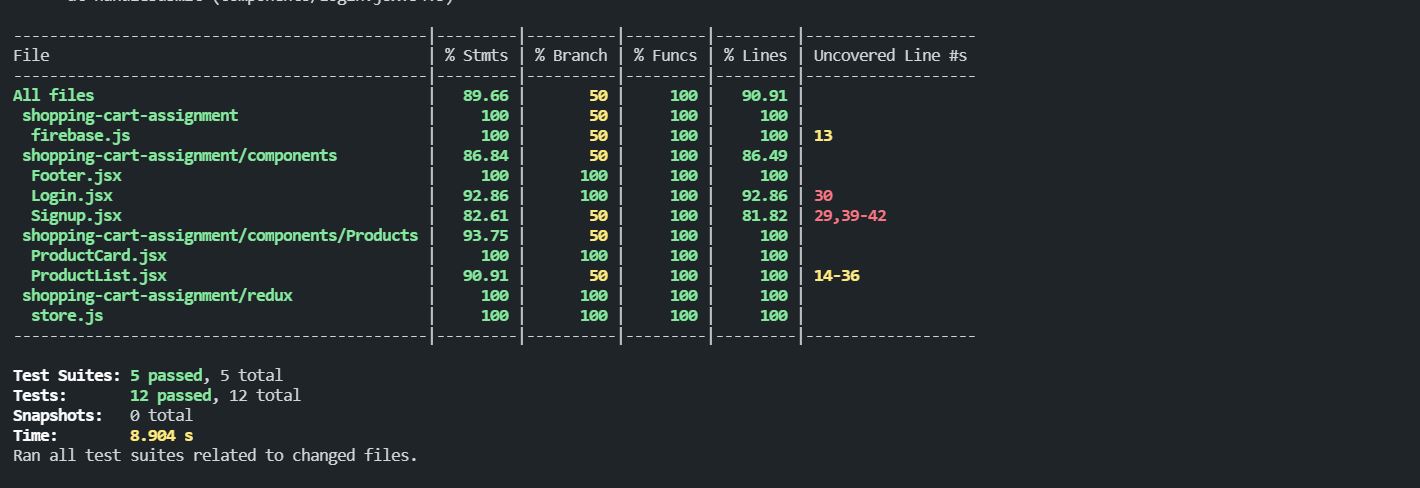 --------------------------------------------|---------|----------|---------|---------|-------------------
File | % Stmts | % Branch | % Funcs | % Lines | Uncovered Line #s
--------------------------------------------|---------|----------|---------|---------|-------------------
All files | 89.66 | 50 | 100 | 90.91 |
shopping-cart-assignment | 100 | 50 | 100 | 100 |
firebase.js | 100 | 50 | 100 | 100 | 13
shopping-cart-assignment/components | 86.84 | 50 | 100 | 86.49 |
Footer.jsx | 100 | 100 | 100 | 100 |
Login.jsx | 92.86 | 100 | 100 | 92.86 | 30
Signup.jsx | 82.61 | 50 | 100 | 81.82 | 29,39-42
shopping-cart-assignment/components/Products | 93.75 | 50 | 100 | 100 |
ProductCard.jsx | 100 | 100 | 100 | 100 |
ProductList.jsx | 90.91 | 50 | 100 | 100 | 14-36
shopping-cart-assignment/redux | 100 | 100 | 100 | 100 |
store.js | 100 | 100 | 100 | 100 |
--------------------------------------------|---------|----------|---------|---------|-------------------
Test Suites: 5 passed, 5 total
Tests: 12 passed, 12 total
Snapshots: 0 total
Time: 8.904 s
Ran all test suites related to changed files.